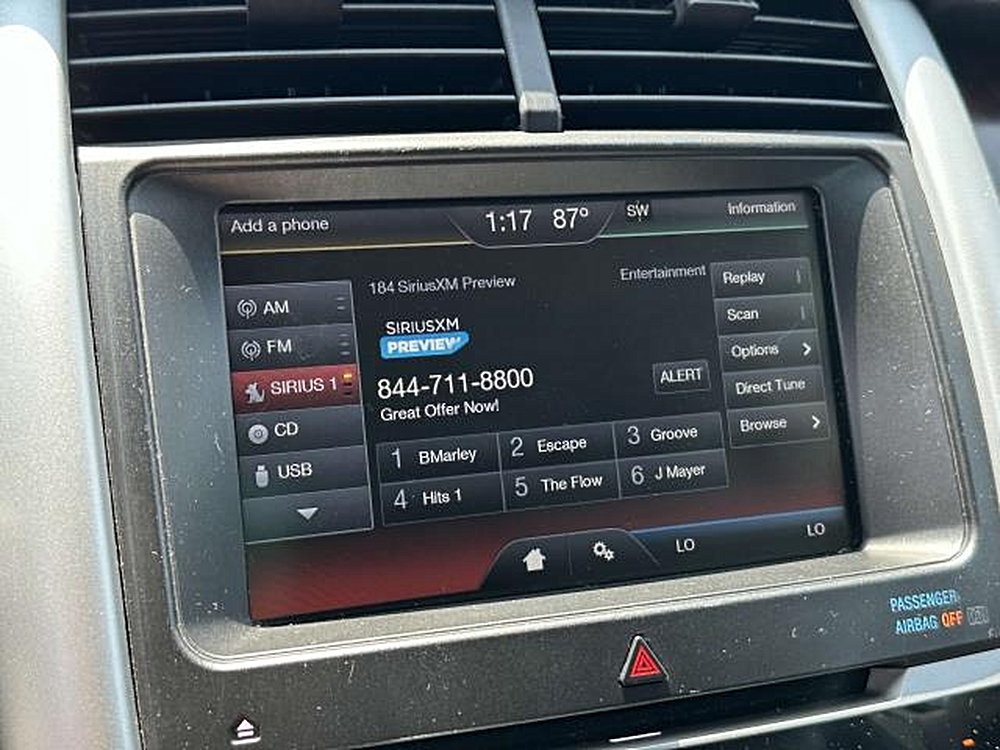 Add a phone
1:17 87°
SW
Information
AM
FM
SIRIUS 1
CD
USB
184 SiriusXM Preview
Entertainment
SIRIUSXM
PREVIEW
844-711-8800
Great Offer Now!
ALERT
1 BMarley
2 Escape
3 Groove
4 Hits 1
5 The Flow
6 J Mayer
Replay
Scan
Options
Direct Tune
Browse
LO
LO
PASSENGER
AIRBAG OFF